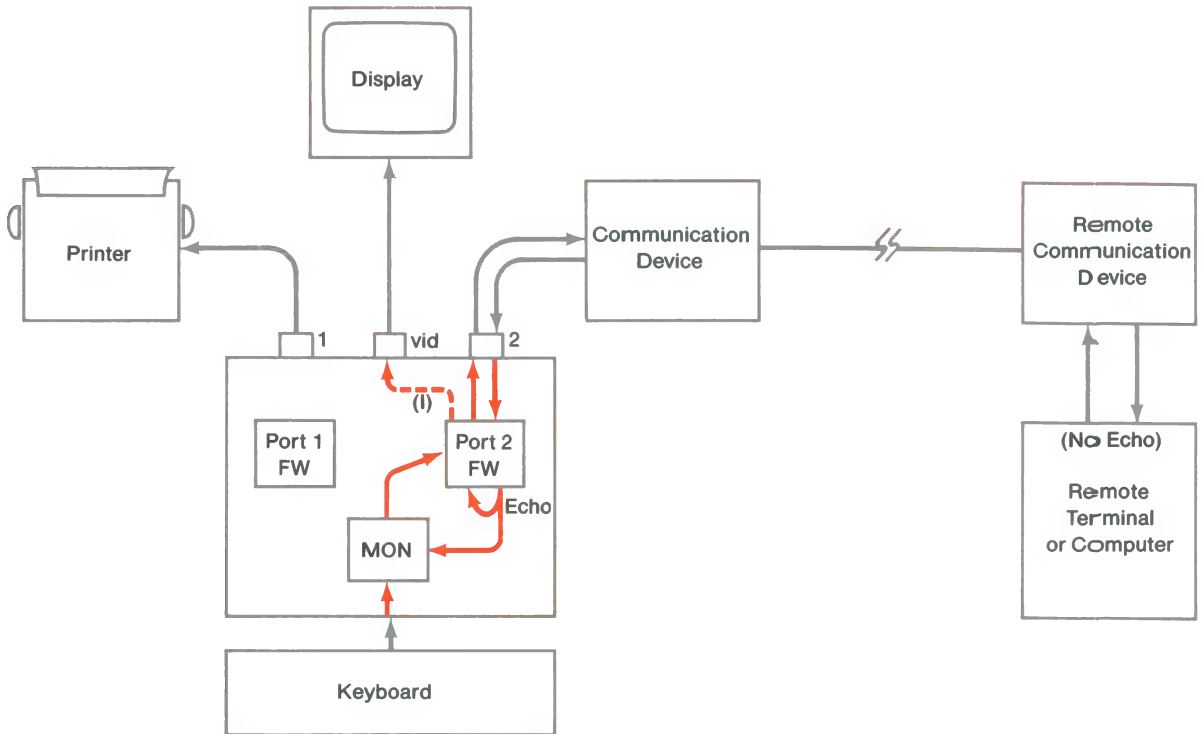 Display
Printer
Communication
Device
Remote
Communication
Device
1
vid
2
(I)
Port 1
FW
Port 2
FW
Echo
MON
Keyboard
(No Echo)
Remote
Terminal
or Computer